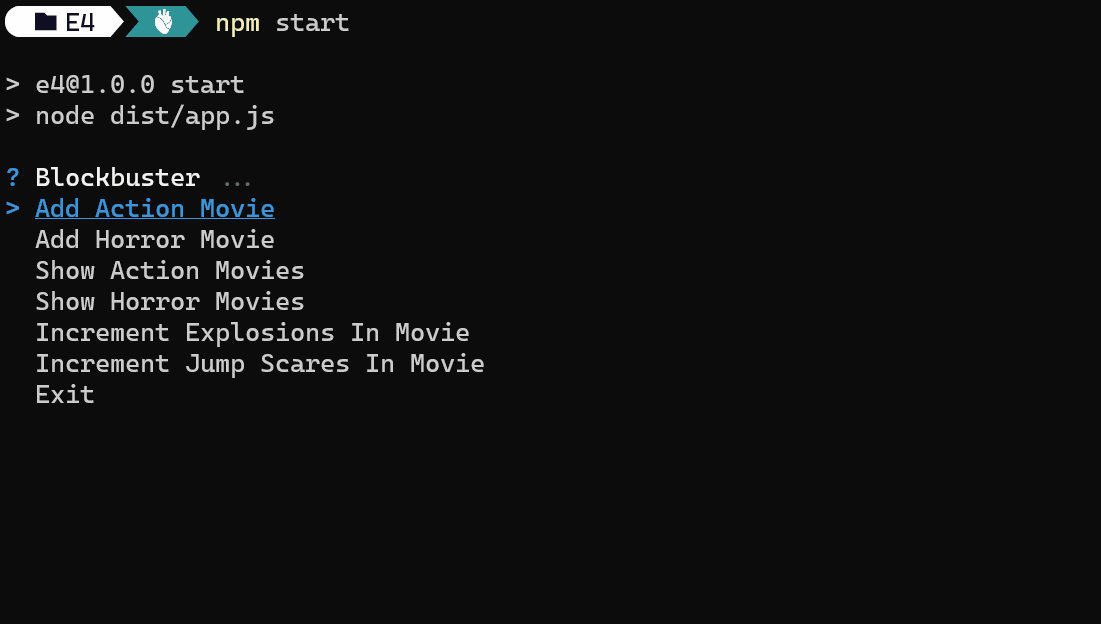 E4 npm start
> e4@1.0.0 start
> node dist/app.js
? Blockbuster ...
> Add Action Movie
Add Horror Movie
Show Action Movies
Show Horror Movies
Increment Explosions In Movie
Increment Jump Scares In Movie
Exit